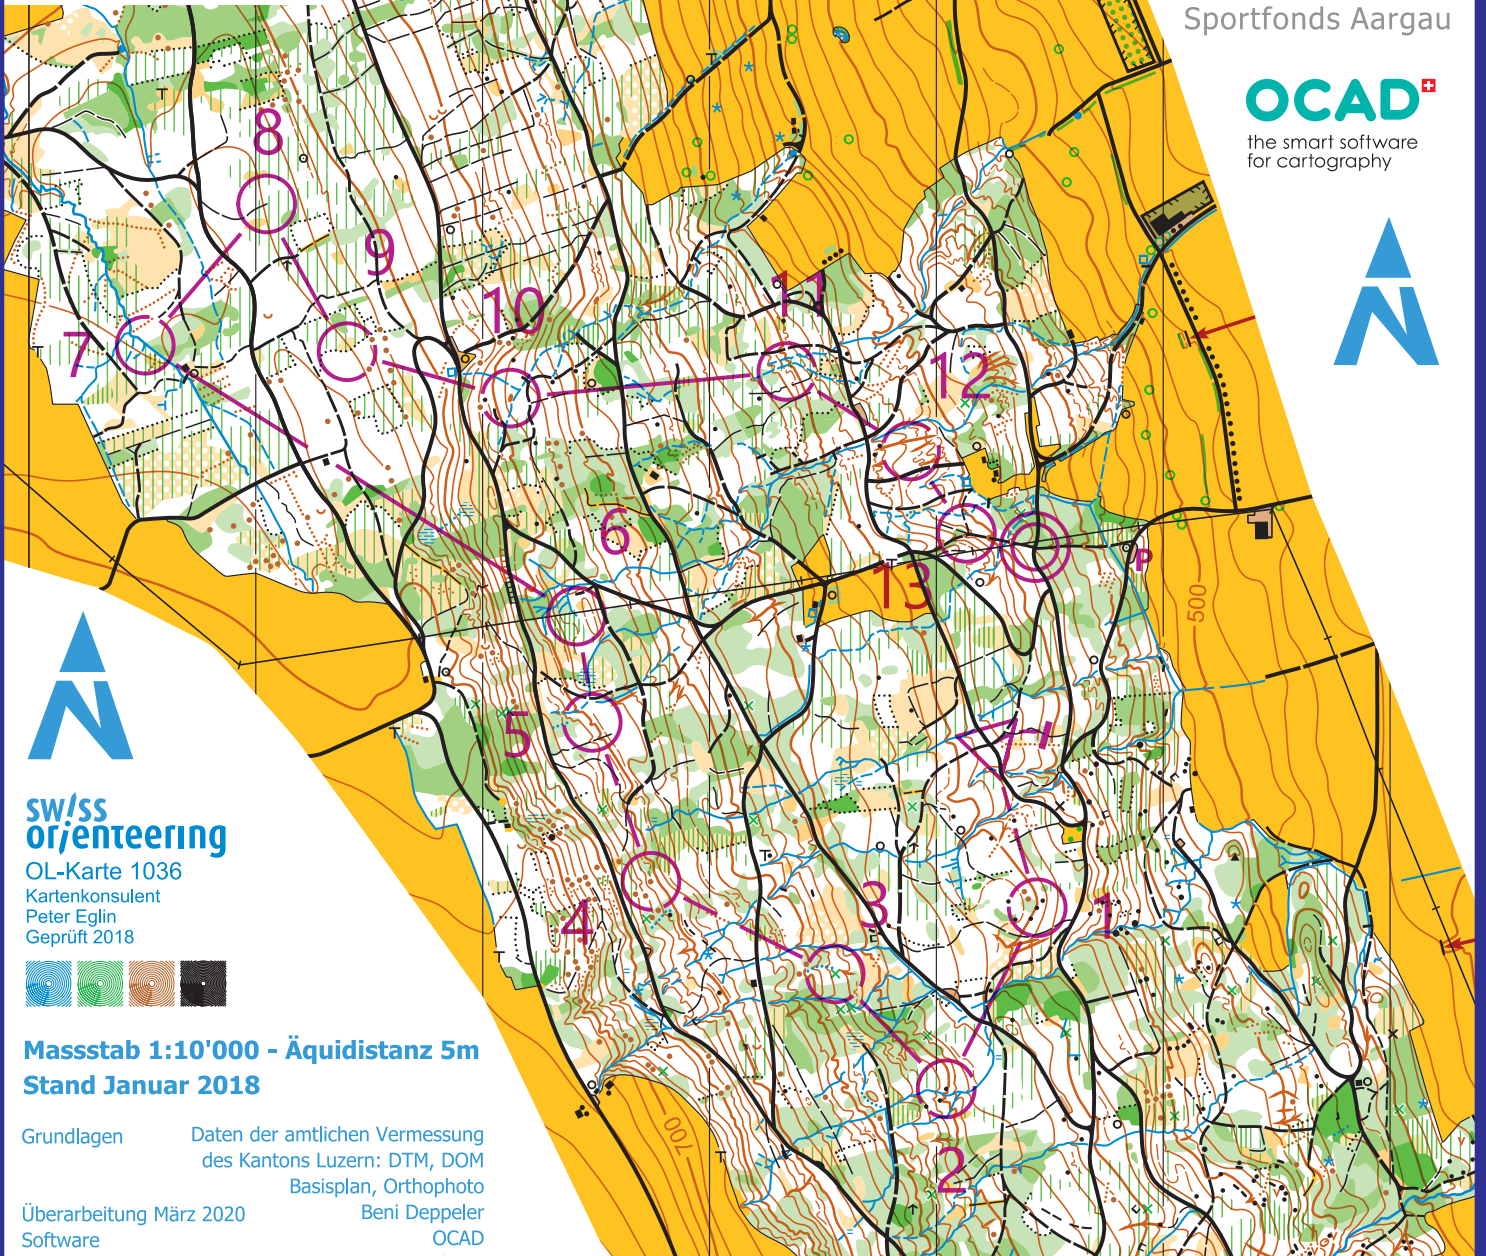 Sportfonds Aargau
OCAD
the smart software
for cartography
8
9
10
11
7
12
6
P
13
500
N
N
5
1
swiss
orienteering
OL-Karte 1036
Kartenkonsulent
Peter Eglin
Geprüft 2018
3
4
1
Massstab 1:10'000 - Äquidistanz 5m
Stand Januar 2018
700
2
Grundlagen Daten der amtlichen Vermessung
des Kantons Luzern: DTM, DOM
Basisplan, Orthophoto
Überarbeitung März 2020 Beni Deppeler
Software OCAD